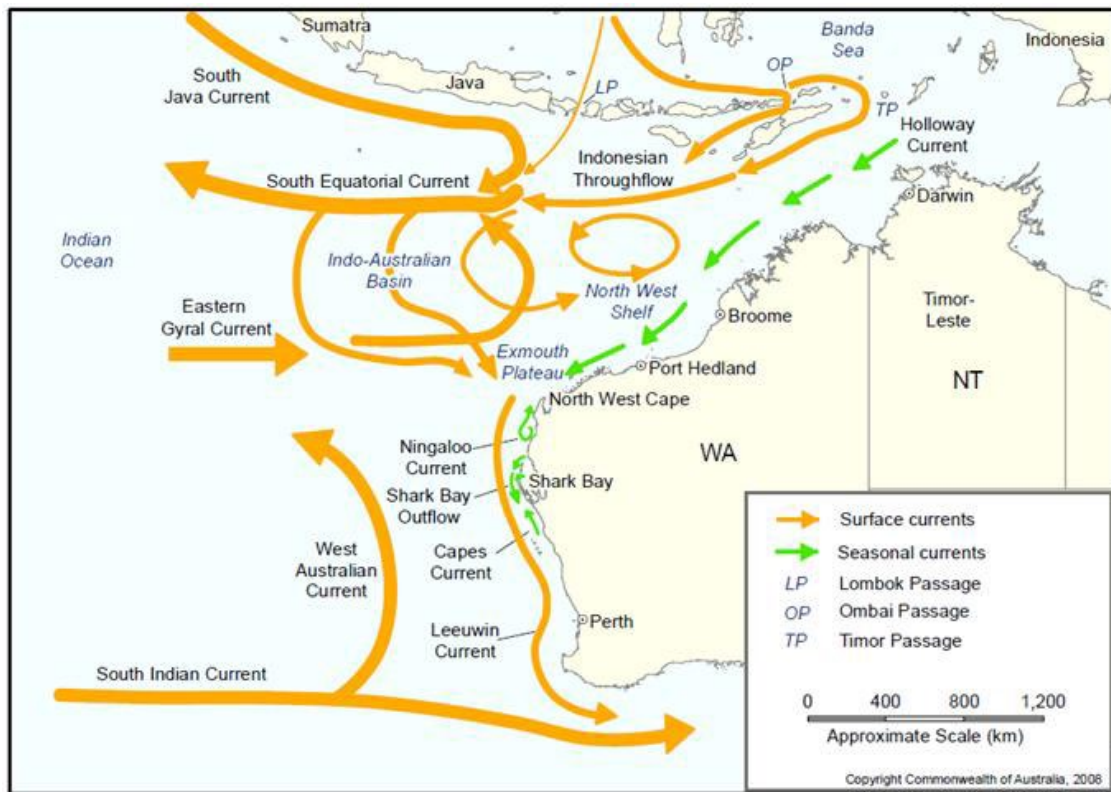 Sumatra
Banda
Sea
Indonesia
South
Java Current
Java
LP
OP
TP
Holloway
Current
Indonesian
Throughflow
South Equatorial Current
Darwin
Indian
Ocean
Indo-Australian
Basin
North West
Shelf
Eastern
Gyral Current
Broome
Timor-
Leste
Exmouth
Plateau
Port Hedland
NT
North West Cape
WA
Ningaloo
Current
Shark Bay
Shark Bay
Outflow
West
Australian
Current
Capes
Current
Perth
Leeuwin
Current
South Indian Current
Surface currents
Seasonal currents
LP Lombok Passage
OP Ombai Passage
TP Timor Passage
0 400 800 1,200
Approximate Scale (km)
Copyright Commonwealth of Australia, 2008